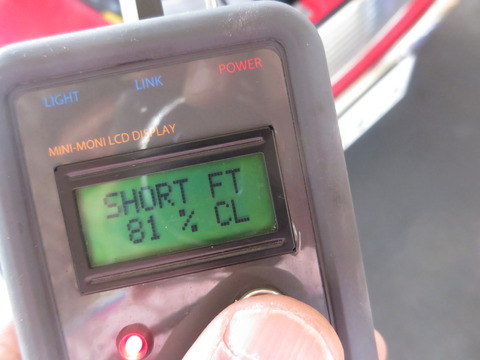 LIGHT LINK POWER
MINI-MONI LCD DISPLAY
SHORT FT
81 % CL